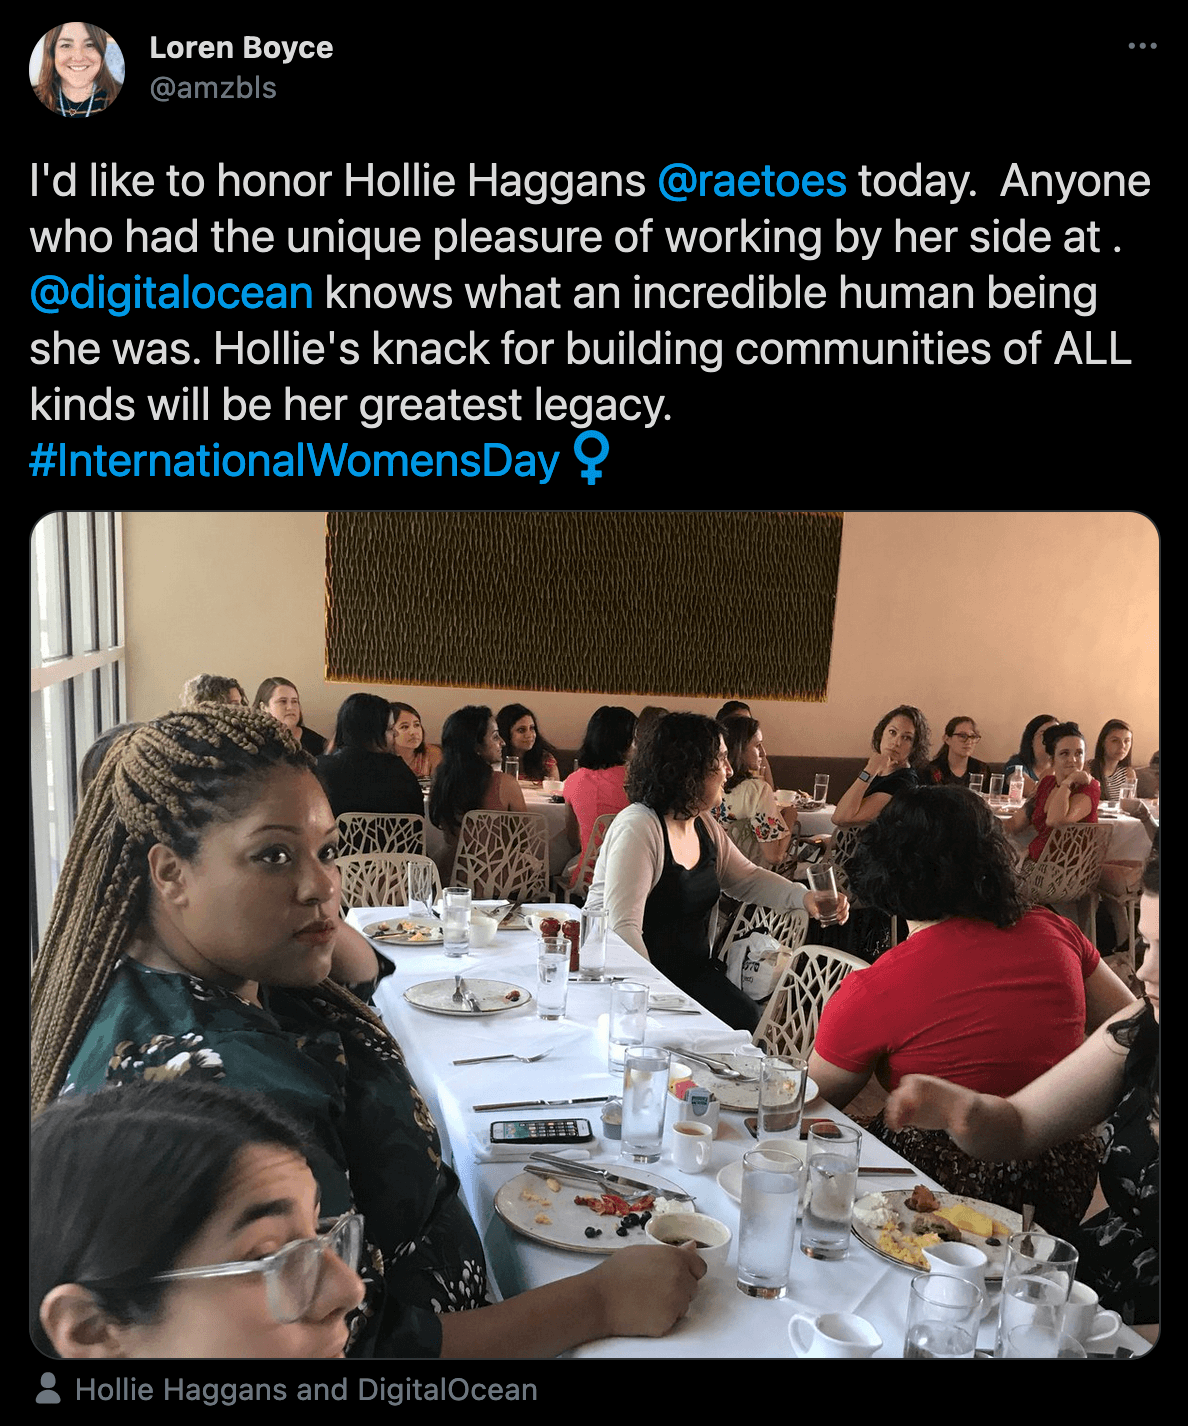 Loren Boyce
@amzbls
I'd like to honor Hollie Haggans @raetoes today.  Anyone
who had the unique pleasure of working by her side at .
@digitalocean knows what an incredible human being
she was. Hollie's knack for building communities of ALL
kinds will be her greatest legacy.
#InternationalWomensDay ♀
Hollie Haggans and DigitalOcean